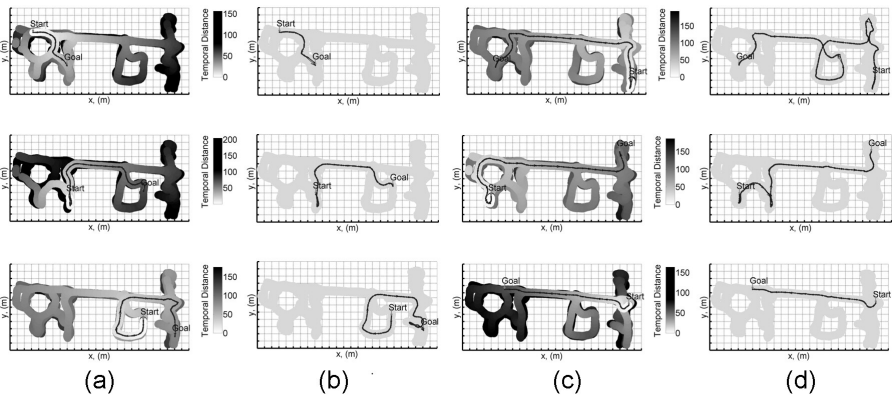 Start
Goal
y, (m)
x, (m)
Temporal Distance
150
100
50
0
Start
Goal
y, (m)
x, (m)
Goal
Start
y, (m)
x, (m)
Temporal Distance
150
100
50
0
Goal
Start
y, (m)
x, (m)
Start
Goal
y, (m)
x, (m)
Temporal Distance
200
150
100
50
Start
Goal
y, (m)
x, (m)
Goal
Start
y, (m)
x, (m)
Temporal Distance
150
100
50
0
Goal
Start
y, (m)
x, (m)
Start
Goal
y, (m)
x, (m)
Temporal Distance
150
100
50
0
Start
Goal
y, (m)
x, (m)
Goal
Start
y, (m)
x, (m)
Temporal Distance
150
100
50
0
Goal
Start
y, (m)
x, (m)
(a) (b) (c) (d)